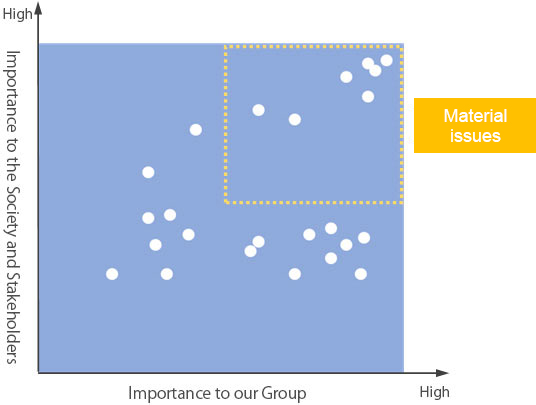 High
Importance to the Society and Stakeholders
Material
issues
Importance to our Group
High